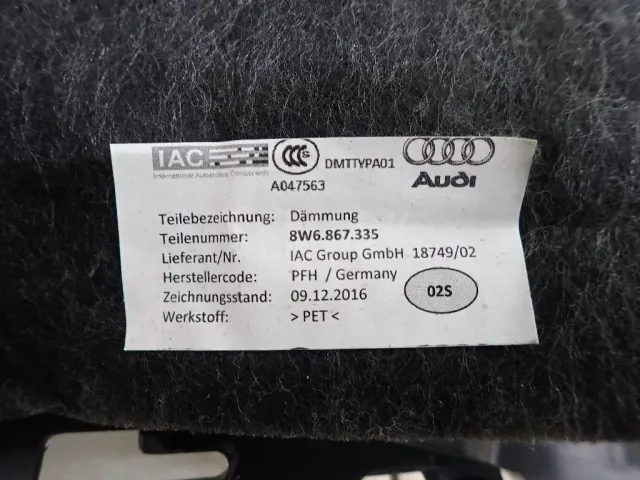 IAC
International Automotive Components
CCC S
DMTTYPA01
A047563
Audi
Teilebezeichnung: Dämmung
Teilenummer: 8W6.867.335
Lieferant/Nr. IAC Group GmbH 18749/02
Herstellercode: PFH / Germany
Zeichnungsstand: 09.12.2016
02S
Werkstoff: > PET <